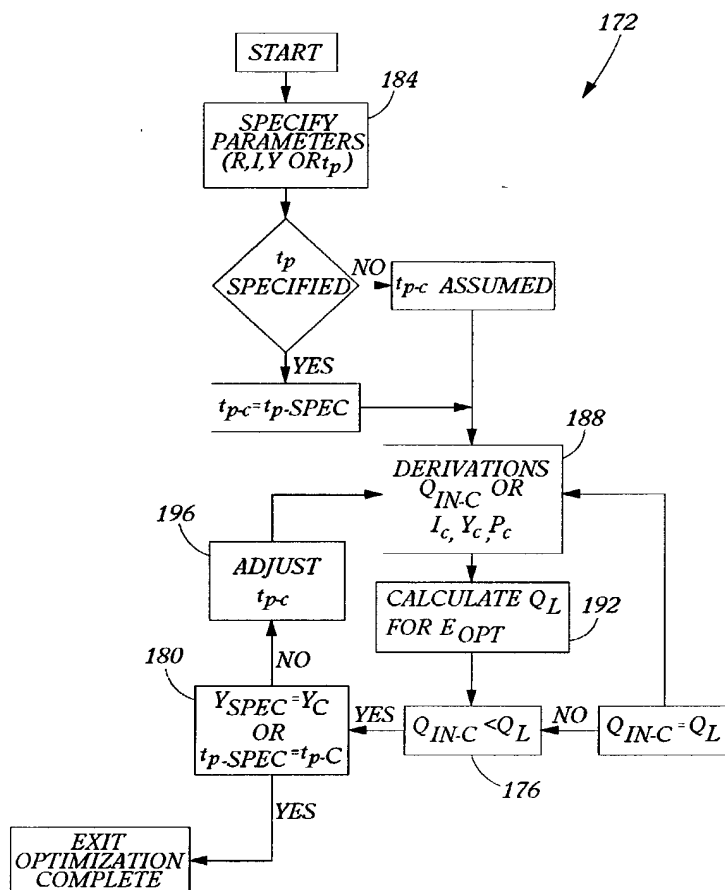 172
START
184
SPECIFY
PARAMETERS
(R,I,Y ORtp)
tp
SPECIFIED
NO
tp-c ASSUMED
YES
tp-c=tp-SPEC
188
DERIVATIONS
QIN-C OR
Ic, Yc, Pc
196
ADJUST
tp-c
CALCULATE QL
FOR EOPT
192
NO
180
YSPEC=YC
OR
tp-SPEC=tp-C
YES
QIN-C<QL
NO
QIN-C=QL
176
YES
EXIT
OPTIMIZATION
COMPLETE